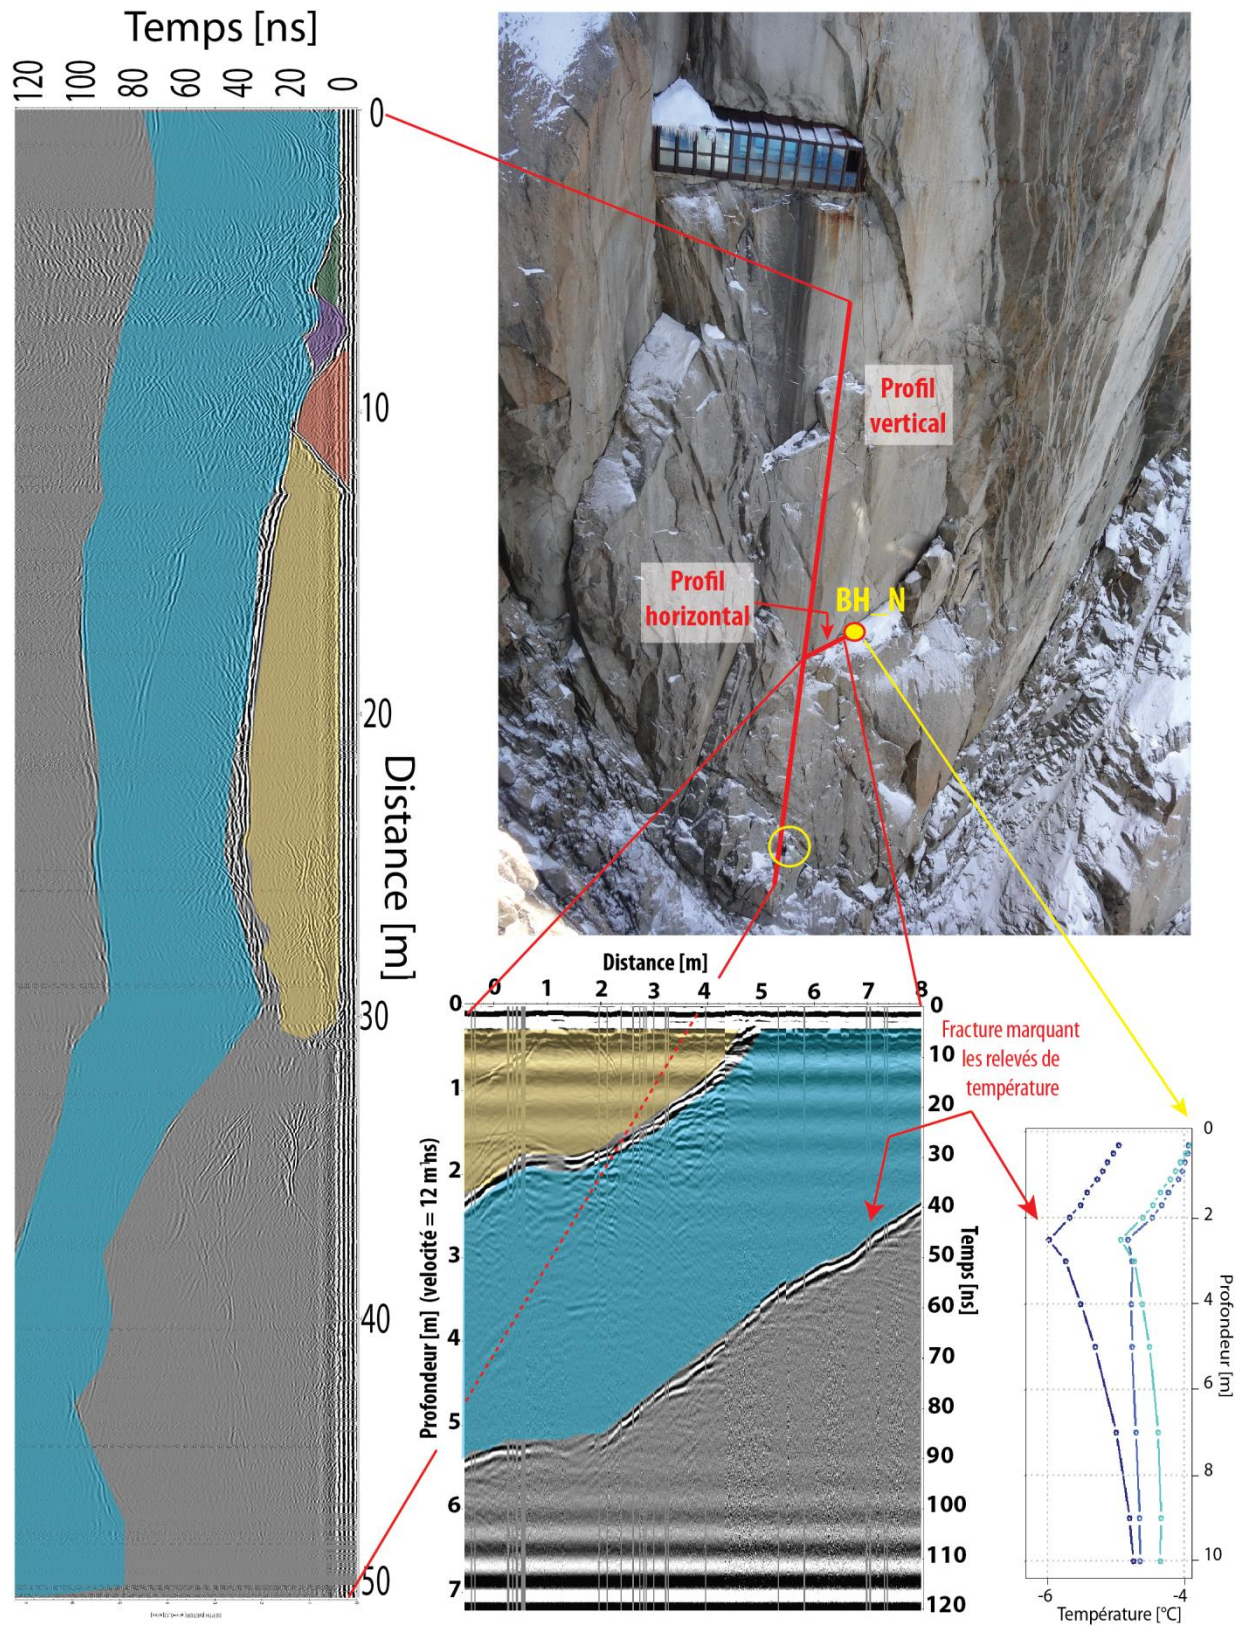 Temps [ns]
120 100 80 60 40 20 0
0
10
20
30
40
50
Distance [m]
Profil
vertical
Profil
horizontal
BH_N
Distance [m]
0 1 2 3 4 5 6 7 8
0
1
2
3
4
5
6
7
Profondeur [m] (velocité = 12 m·ns)
0
10
20
30
40
50
60
70
80
90
100
110
120
Temps [ns]
Fracture marquant
les relevés de
température
0
2
4
6
8
10
Profondeur [m]
-6 -4
Température [°C]